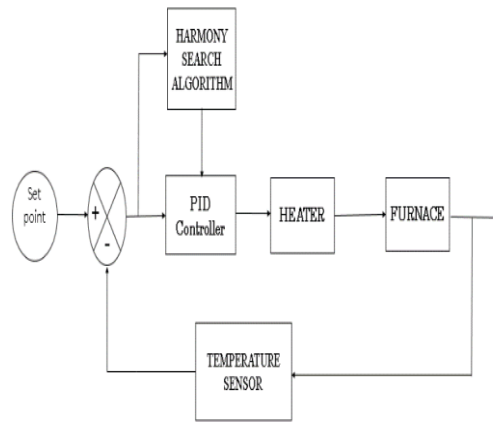 HARMONY
SEARCH
ALGORITHM
Set
point
+
-
PID
Controller
HEATER
FURNACE
TEMPERATURE
SENSOR